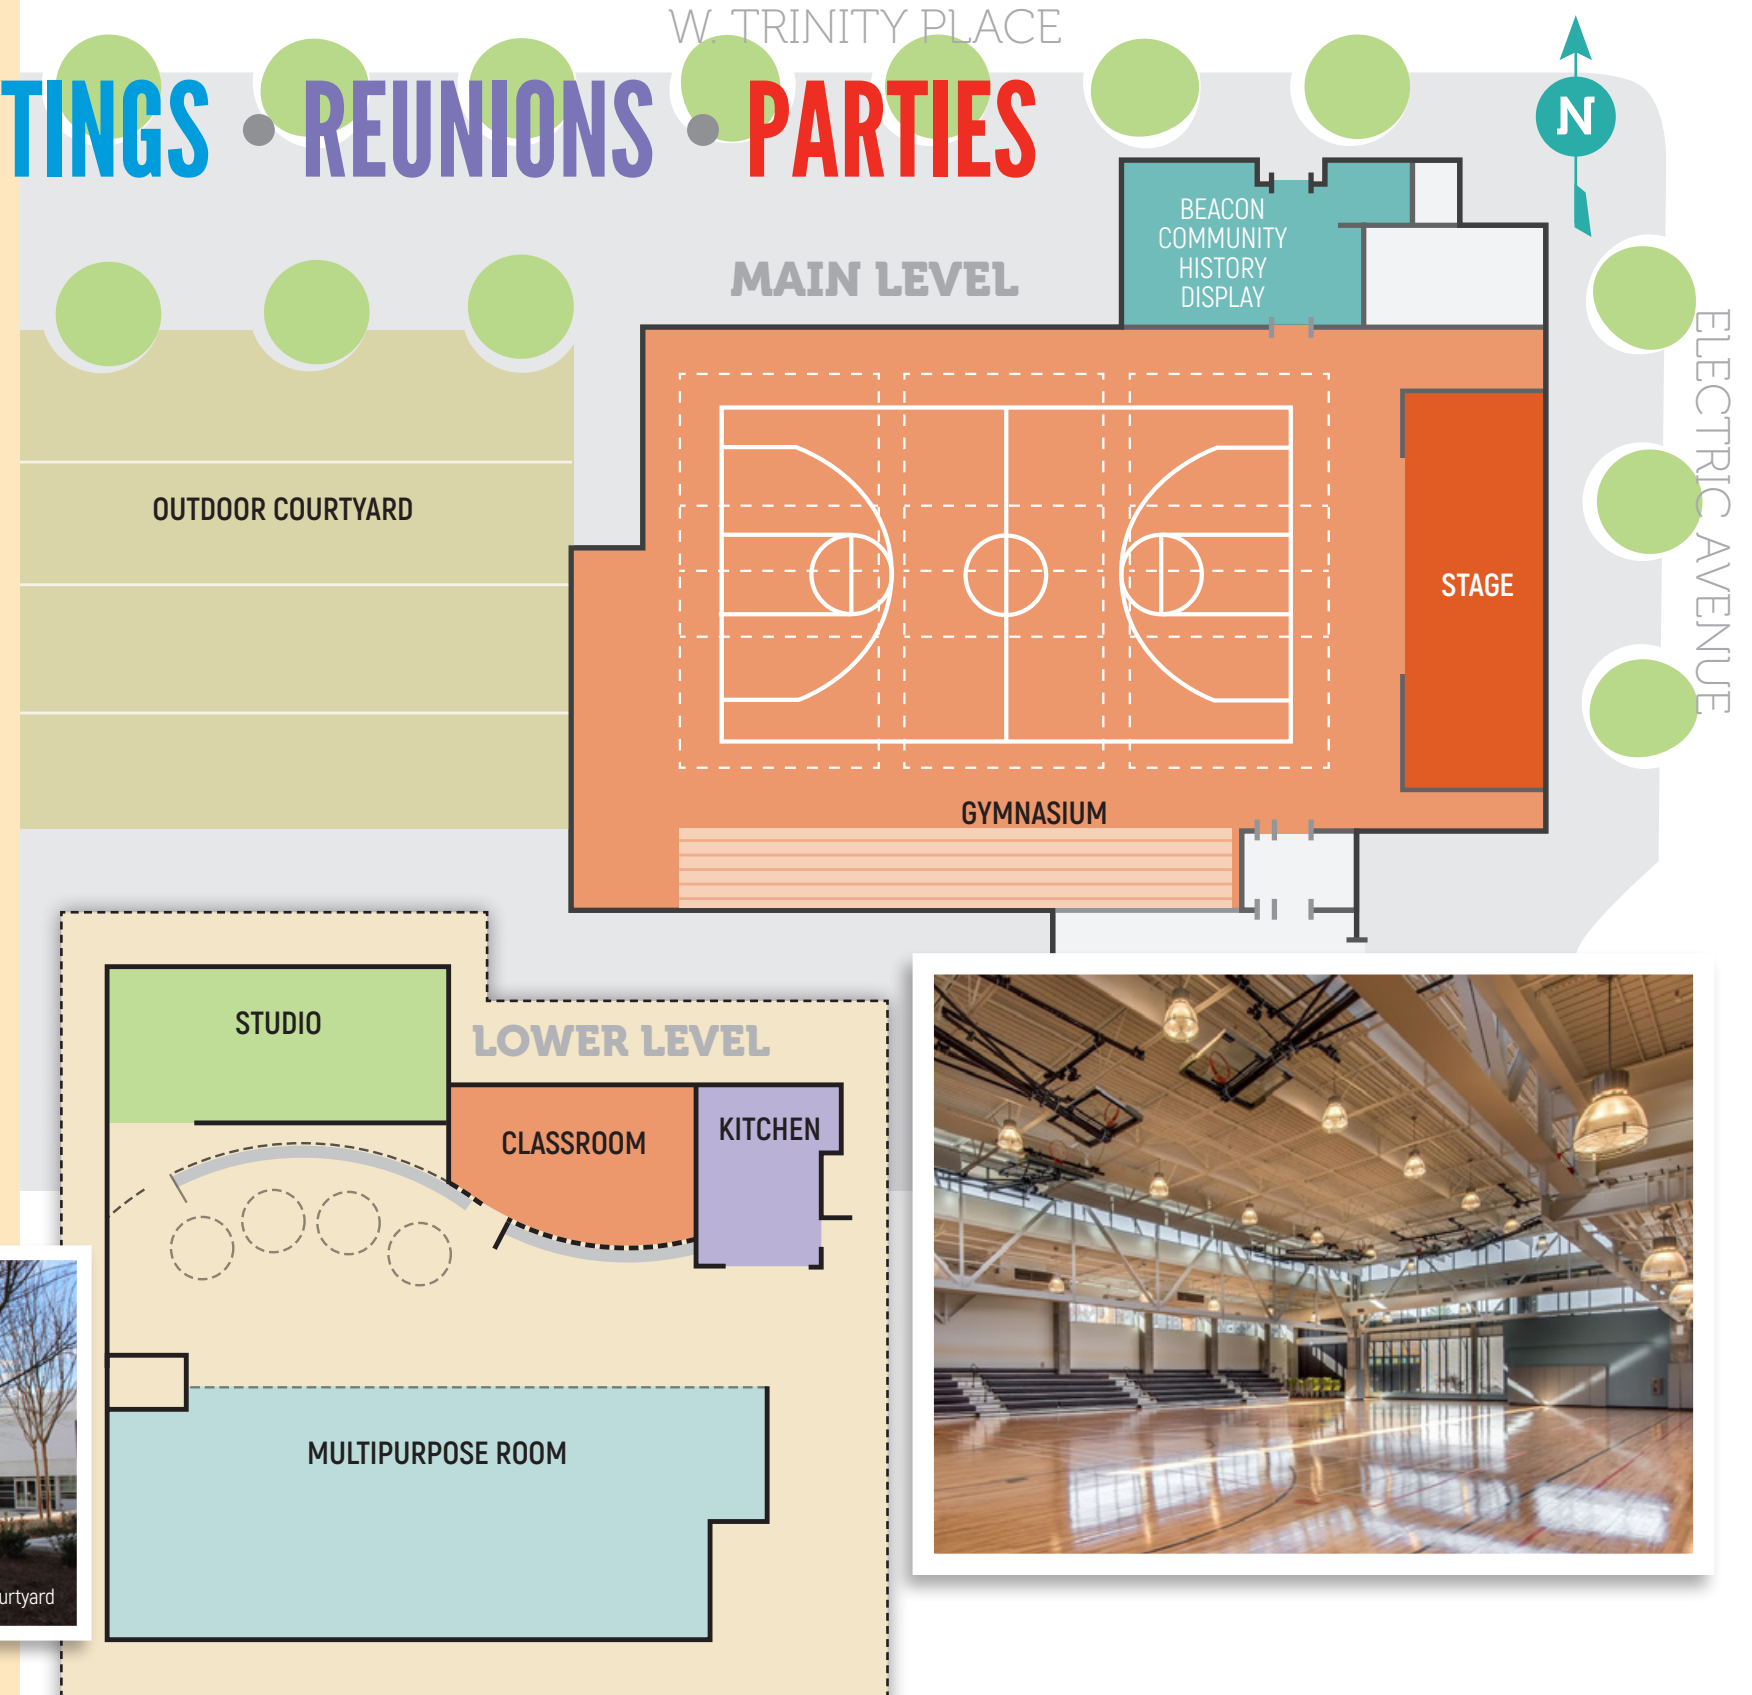 W. TRINITY PLACE
TINGS • REUNIONS • PARTIES
N
BEACON
COMMUNITY
HISTORY
DISPLAY
MAIN LEVEL
ELECTRIC AVENUE
OUTDOOR COURTYARD
STAGE
GYMNASIUM
STUDIO
LOWER LEVEL
CLASSROOM
KITCHEN
MULTIPURPOSE ROOM
urtyard